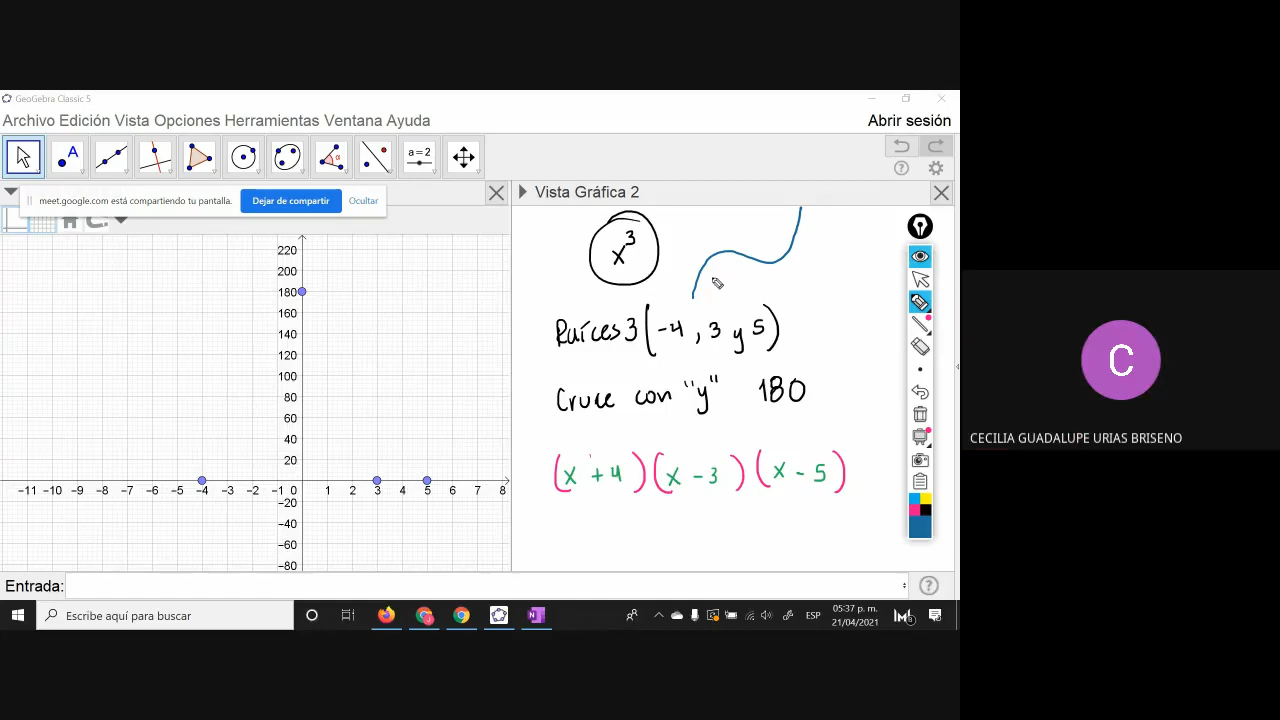 GeoGebra Classic 5
Archivo Edición Vista Opciones Herramientas Ventana Ayuda
Abrir sesión
A
α
a = 2
meet.google.com está compartiendo tu pantalla.
Dejar de compartir
Ocultar
Vista Gráfica 2
220
200
180
160
140
120
100
80
60
40
20
-11 -10 -9 -8 -7 -6 -5 -4 -3 -2 -1 0 1 2 3 4 5 6 7 8
-20
-40
-60
-80
x³
Raíces 3 (-4, 3 y 5)
Cruce con "y" 180
(x + 4)(x - 3)(x - 5)
C
CECILIA GUADALUPE URIAS BRISENO
Entrada:
Escribe aquí para buscar
ESP
05:37 p. m.
21/04/2021